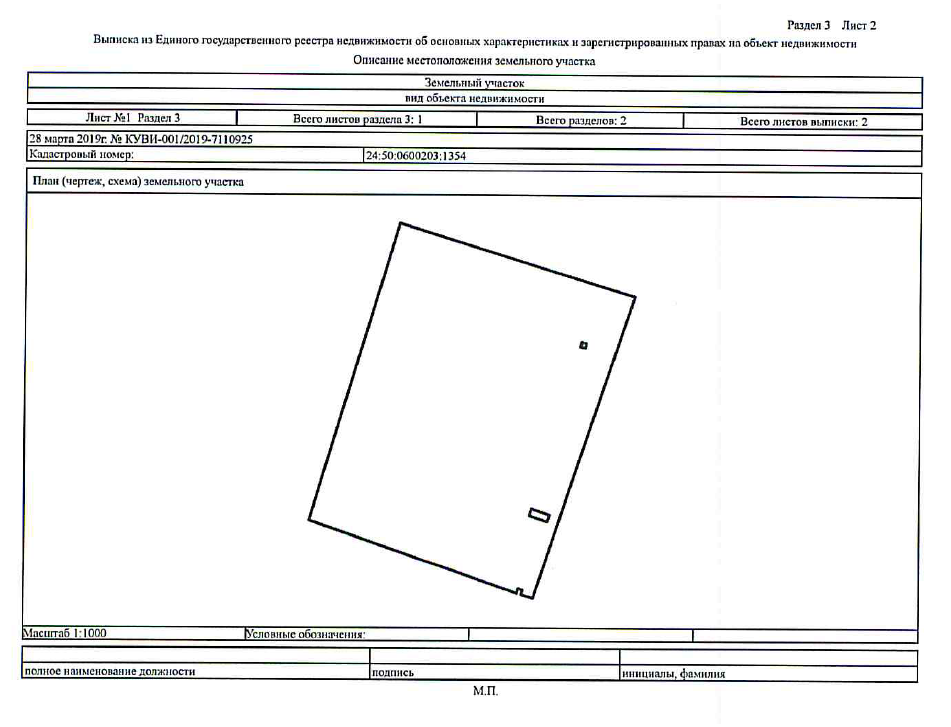 Раздел 3 Лист 2
Выписка из Единого государственного реестра недвижимости об основных характеристиках и зарегистрированных правах на объект недвижимости
Описание местоположения земельного участка
Земельный участок
вид объекта недвижимости
Лист №1 Раздел 3 Всего листов раздела 3: 1 Всего разделов: 2 Всего листов выписки: 2
28 марта 2019г. № КУВИ-001/2019-7110925
Кадастровый номер: 24:50:0600203:1354
План (чертеж, схема) земельного участка
Масштаб 1:1000 Условные обозначения:
полное наименование должности подпись инициалы, фамилия
М.П.